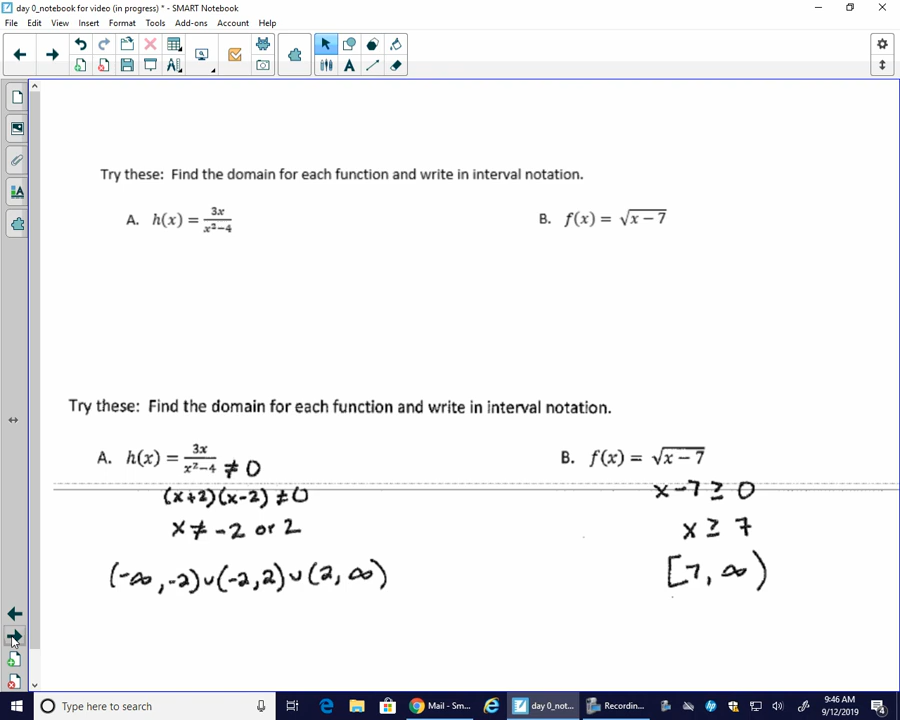 day 0_notebook for video (in progress) * - SMART Notebook
File Edit View Insert Format Tools Add-ons Account Help
Try these: Find the domain for each function and write in interval notation.
A. h(x) = 3x/x²−4
B. f(x) = √x − 7
Try these: Find the domain for each function and write in interval notation.
A. h(x) = 3x/x²−4 ≠ 0
(x+2)(x-2) ≠ 0
x ≠ -2 or 2
(-∞, -2) ∪ (-2, 2) ∪ (2, ∞)
B. f(x) = √x − 7
x - 7 ≥ 0
x ≥ 7
[7, ∞)
Type here to search
Mail - Sm...
day 0_not...
Recordin...
9:46 AM
9/12/2019
4